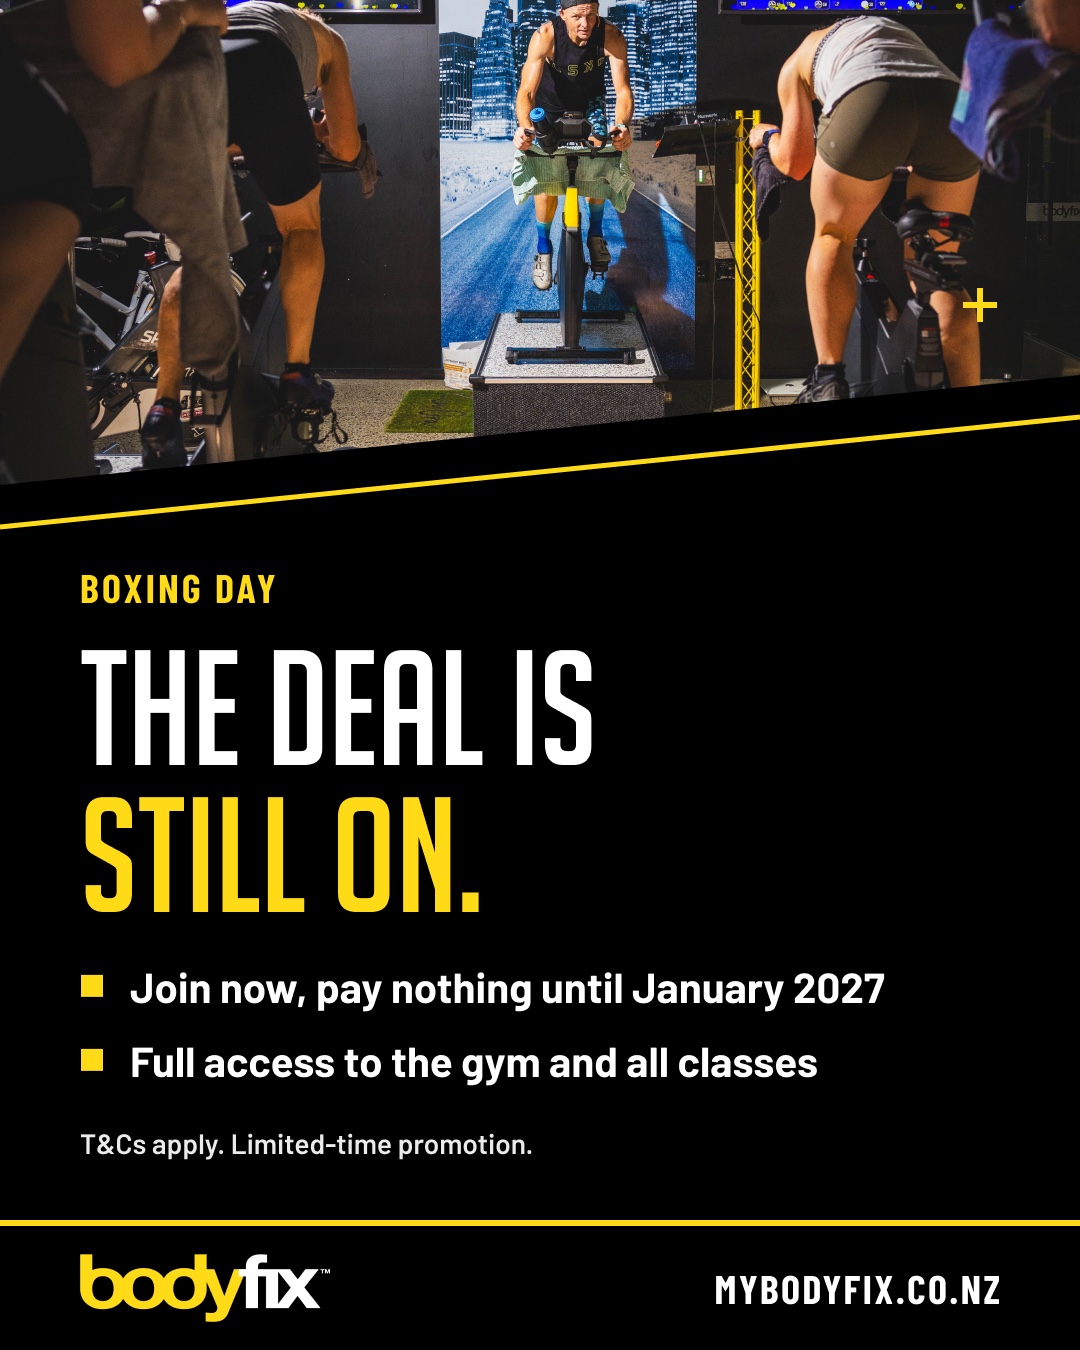 BOXING DAY
THE DEAL IS
STILL ON.
Join now, pay nothing until January 2027
Full access to the gym and all classes
T&Cs apply. Limited-time promotion.
bodyfix™
MYBODYFIX.CO.NZ